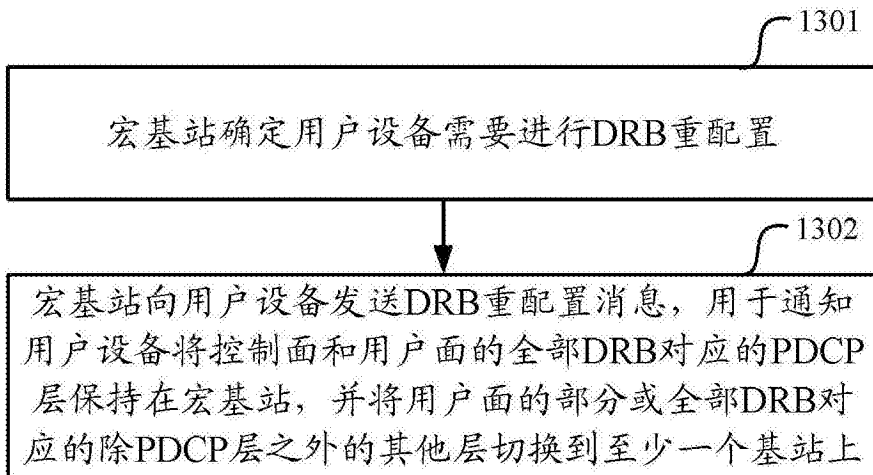 1301
宏基站确定用户设备需要进行DRB重配置
1302
宏基站向用户设备发送DRB重配置消息，用于通知
用户设备将控制面和用户面的全部DRB对应的PDCP
层保持在宏基站，并将用户面的部分或全部DRB对
应的除PDCP层之外的其他层切换到至少一个基站上